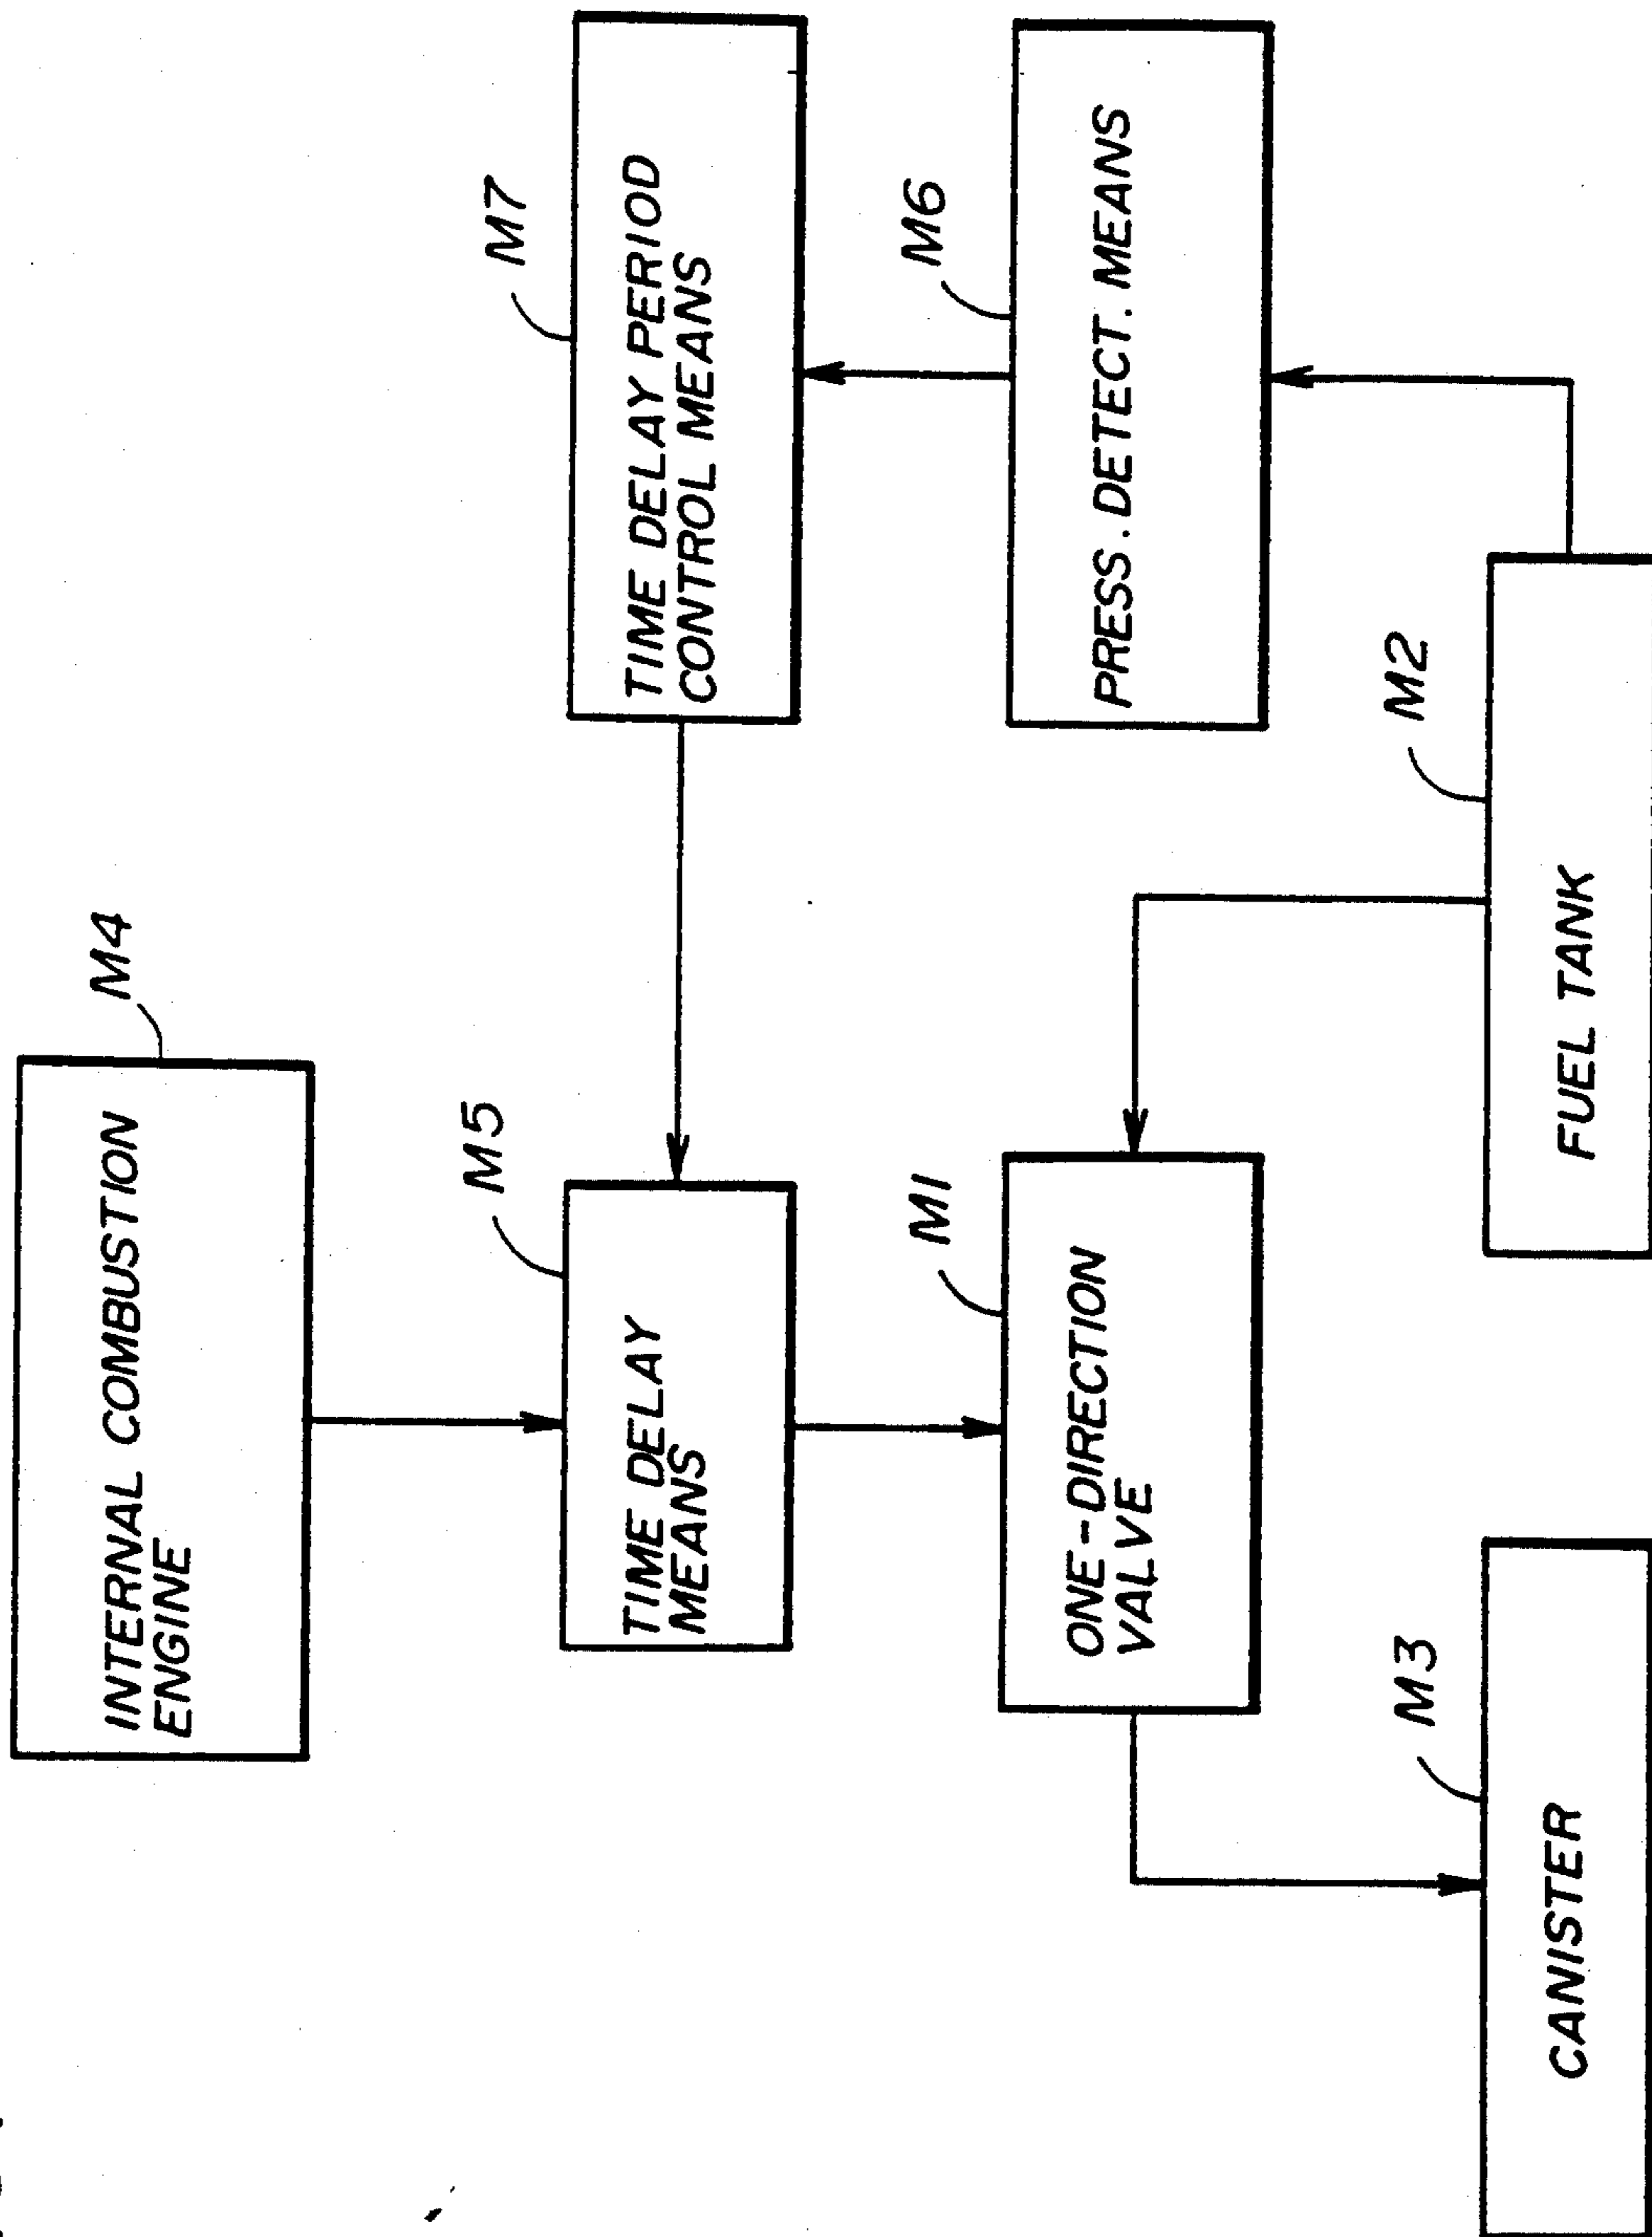 M4
INTERNAL COMBUSTION
ENGINE
M5
TIME DELAY
MEANS
M7
TIME DELAY PERIOD
CONTROL MEANS
M1
ONE-DIRECTION
VALVE
M6
PRESS. DETECT. MEANS
M3
CANISTER
M2
FUEL TANK